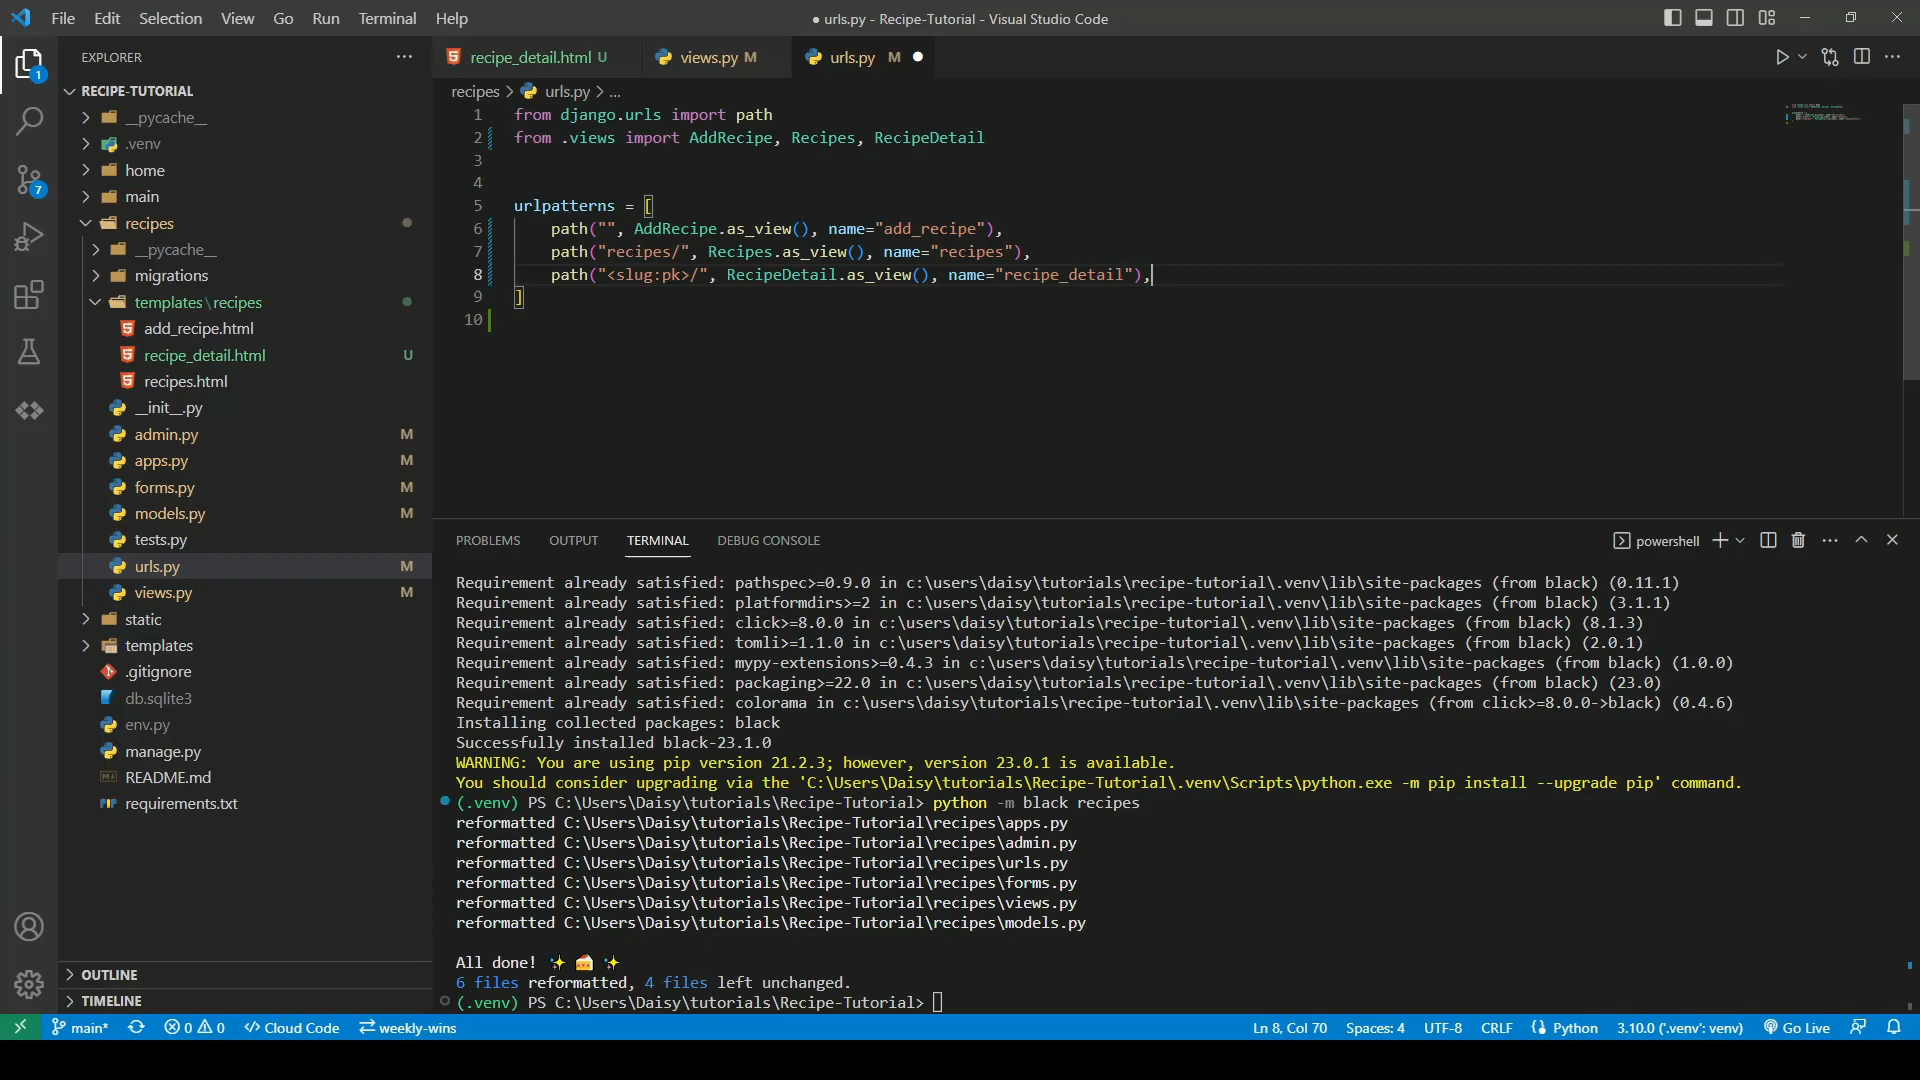 File Edit Selection View Go Run Terminal Help
● urls.py - Recipe-Tutorial - Visual Studio Code
EXPLORER
recipe_detail.html U
views.py M
urls.py M
1
RECIPE-TUTORIAL
__pycache__
.venv
home
main
recipes
__pycache__
migrations
templates\recipes
add_recipe.html
recipe_detail.html U
recipes.html
__init__.py
admin.py M
apps.py M
forms.py M
models.py M
tests.py
urls.py M
views.py M
static
templates
.gitignore
db.sqlite3
env.py
manage.py
README.md
requirements.txt
OUTLINE
TIMELINE
7
recipes > urls.py > ...
1 from django.urls import path
2 from .views import AddRecipe, Recipes, RecipeDetail
3
4
5 urlpatterns = [
6 path("", AddRecipe.as_view(), name="add_recipe"),
7 path("recipes/", Recipes.as_view(), name="recipes"),
8 path("<slug:pk>/", RecipeDetail.as_view(), name="recipe_detail"),
9 ]
10
PROBLEMS OUTPUT TERMINAL DEBUG CONSOLE
powershell
Requirement already satisfied: pathspec>=0.9.0 in c:\users\daisy\tutorials\recipe-tutorial\.venv\lib\site-packages (from black) (0.11.1)
Requirement already satisfied: platformdirs>=2 in c:\users\daisy\tutorials\recipe-tutorial\.venv\lib\site-packages (from black) (3.1.1)
Requirement already satisfied: click>=8.0.0 in c:\users\daisy\tutorials\recipe-tutorial\.venv\lib\site-packages (from black) (8.1.3)
Requirement already satisfied: tomli>=1.1.0 in c:\users\daisy\tutorials\recipe-tutorial\.venv\lib\site-packages (from black) (2.0.1)
Requirement already satisfied: mypy-extensions>=0.4.3 in c:\users\daisy\tutorials\recipe-tutorial\.venv\lib\site-packages (from black) (1.0.0)
Requirement already satisfied: packaging>=22.0 in c:\users\daisy\tutorials\recipe-tutorial\.venv\lib\site-packages (from black) (23.0)
Requirement already satisfied: colorama in c:\users\daisy\tutorials\recipe-tutorial\.venv\lib\site-packages (from click>=8.0.0->black) (0.4.6)
Installing collected packages: black
Successfully installed black-23.1.0
WARNING: You are using pip version 21.2.3; however, version 23.0.1 is available.
You should consider upgrading via the 'C:\Users\Daisy\tutorials\Recipe-Tutorial\.venv\Scripts\python.exe -m pip install --upgrade pip' command.
(.venv) PS C:\Users\Daisy\tutorials\Recipe-Tutorial> python -m black recipes
reformatted C:\Users\Daisy\tutorials\Recipe-Tutorial\recipes\apps.py
reformatted C:\Users\Daisy\tutorials\Recipe-Tutorial\recipes\admin.py
reformatted C:\Users\Daisy\tutorials\Recipe-Tutorial\recipes\urls.py
reformatted C:\Users\Daisy\tutorials\Recipe-Tutorial\recipes\forms.py
reformatted C:\Users\Daisy\tutorials\Recipe-Tutorial\recipes\views.py
reformatted C:\Users\Daisy\tutorials\Recipe-Tutorial\recipes\models.py
All done! ✨ 🍰 ✨
6 files reformatted, 4 files left unchanged.
(.venv) PS C:\Users\Daisy\tutorials\Recipe-Tutorial>
main* 0 0 Cloud Code weekly-wins
Ln 8, Col 70 Spaces: 4 UTF-8 CRLF Python 3.10.0 ('.venv': venv) Go Live